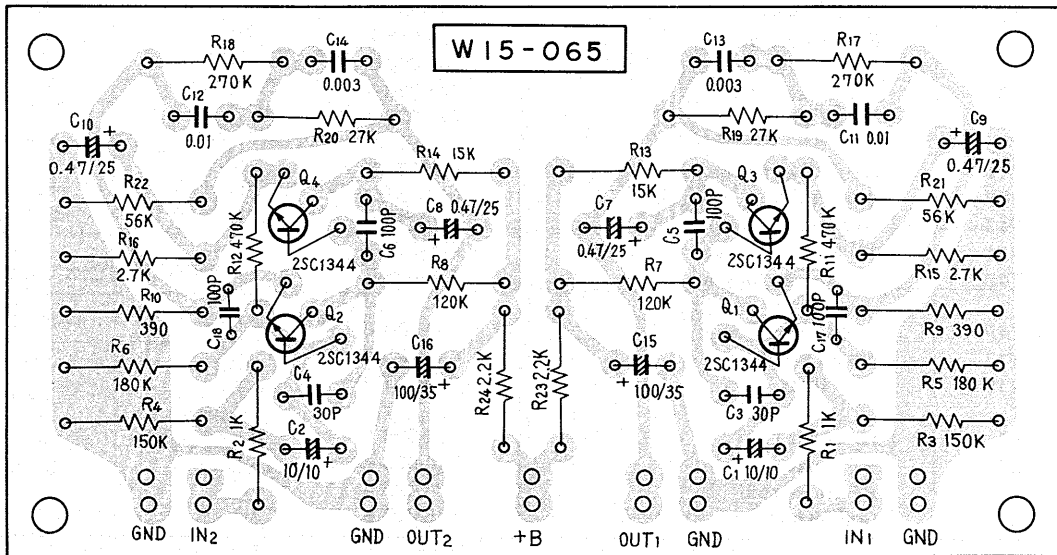 W15-065
R18
270K
C14
0.003
C13
0.003
R17
270K
C12
0.01
R20 27K
R19 27K
C11 0.01
C10
+
0.47/25
C9
+
0.47/25
R14 15K
R13
15K
R22
56K
Q4
C6 100P
C8 0.47/25
+
C7
0.47/25
+
C5 100P
Q3
R21
56K
R16
2.7K
R12 470K
2SC1344
R8
120K
R7
120K
2SC1344
R11 470K
R15 2.7K
R10
390
C18 100P
Q2
2SC1344
Q1
2SC1344
C17 100P
R9 390
R6
180K
C16
+
100/35
R24 2.2K
R23 2.2K
C15
+
100/35
R5 180K
R4
150K
R2 1K
C4
30P
C2
10/10 +
C3 30P
+
C1 10/10
R1 1K
R3 150K
GND IN2 GND OUT2 +B OUT1 GND IN1 GND